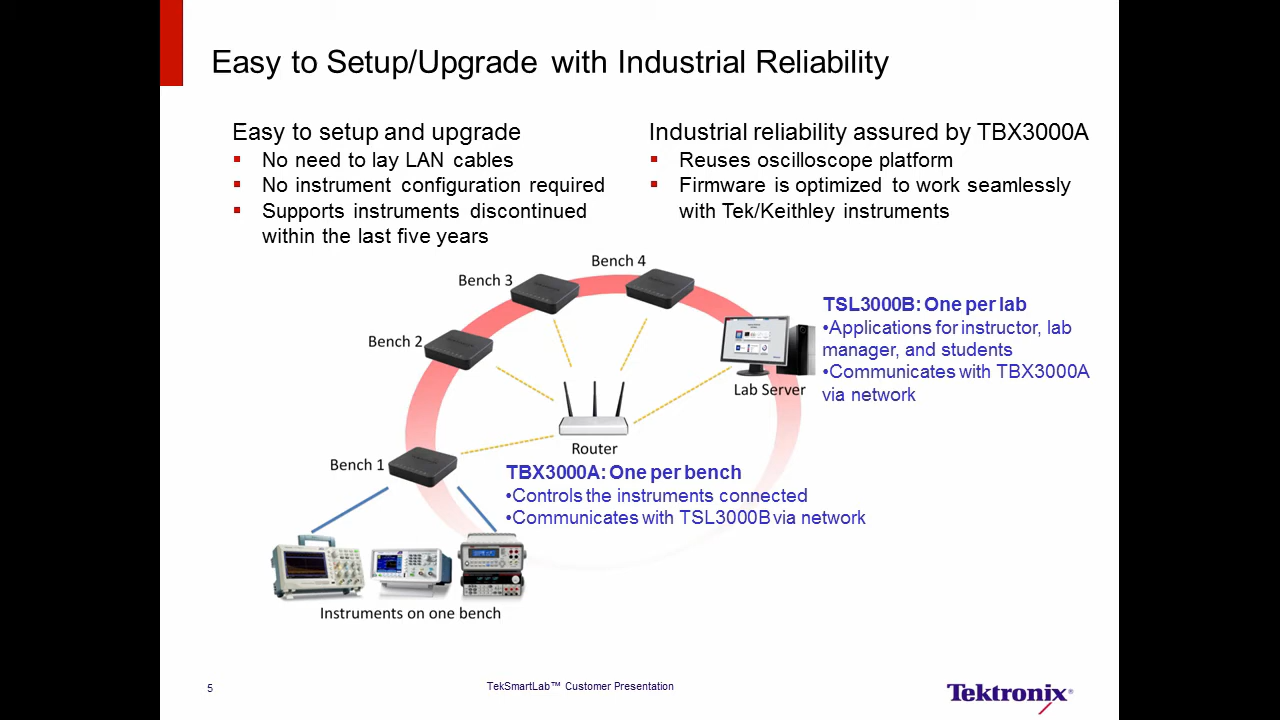 Easy to Setup/Upgrade with Industrial Reliability
Easy to setup and upgrade
▪ No need to lay LAN cables
▪ No instrument configuration required
▪ Supports instruments discontinued
within the last five years
Industrial reliability assured by TBX3000A
▪ Reuses oscilloscope platform
▪ Firmware is optimized to work seamlessly
with Tek/Keithley instruments
Bench 4
Bench 3
Bench 2
TSL3000B: One per lab
•Applications for instructor, lab
manager, and students
•Communicates with TBX3000A
via network
Lab Server
Router
Bench 1
TBX3000A: One per bench
•Controls the instruments connected
•Communicates with TSL3000B via network
Instruments on one bench
5
TekSmartLab™ Customer Presentation
Tektronix®